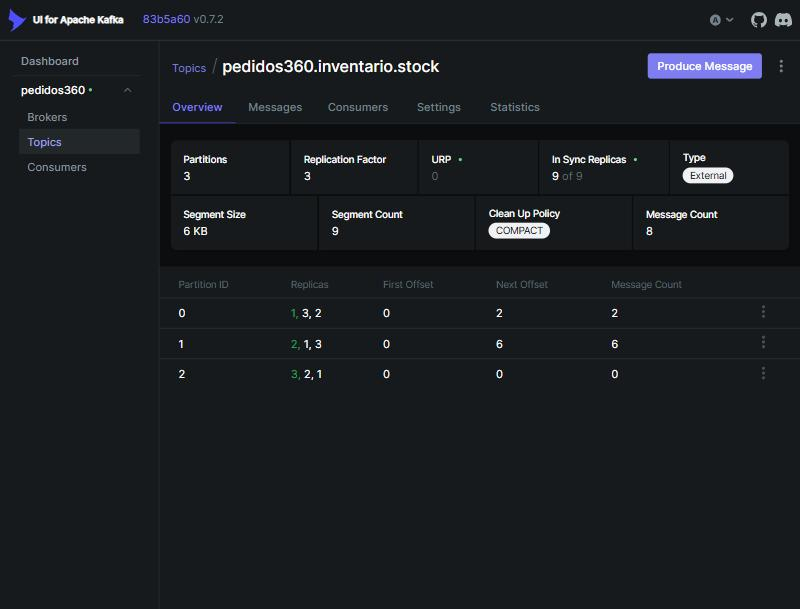 UI for Apache Kafka 83b5a60 v0.7.2 A
Dashboard
pedidos360
Brokers
Topics
Consumers
Topics / pedidos360.inventario.stock Produce Message
Overview Messages Consumers Settings Statistics
Partitions Replication Factor URP In Sync Replicas Type
3 3 0 9 of 9 External
Segment Size Segment Count Clean Up Policy Message Count
6 KB 9 COMPACT 8
Partition ID Replicas First Offset Next Offset Message Count
0 1, 3, 2 0 2 2
1 2, 1, 3 0 6 6
2 3, 2, 1 0 0 0